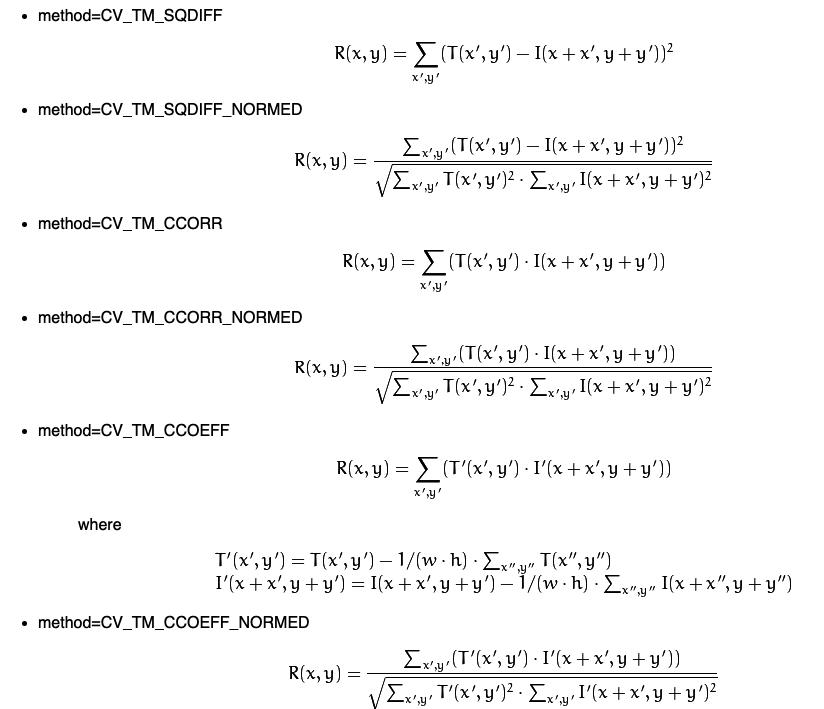 • method=CV_TM_SQDIFF
R(x, y) = ∑x′,y′ (T(x′, y′) − I(x + x′, y + y′))²
• method=CV_TM_SQDIFF_NORMED
R(x, y) = ∑x′,y′ (T(x′, y′) − I(x + x′, y + y′))² / √(∑x′,y′ T(x′, y′)² · ∑x′,y′ I(x + x′, y + y′)²)
• method=CV_TM_CCORR
R(x, y) = ∑x′,y′ (T(x′, y′) · I(x + x′, y + y′))
• method=CV_TM_CCORR_NORMED
R(x, y) = ∑x′,y′ (T(x′, y′) · I(x + x′, y + y′)) / √(∑x′,y′ T(x′, y′)² · ∑x′,y′ I(x + x′, y + y′)²)
• method=CV_TM_CCOEFF
R(x, y) = ∑x′,y′ (T′(x′, y′) · I′(x + x′, y + y′))
where
T′(x′, y′) = T(x′, y′) − 1/(w · h) · ∑x″,y″ T(x″, y″)
I′(x + x′, y + y′) = I(x + x′, y + y′) − 1/(w · h) · ∑x″,y″ I(x + x″, y + y″)
• method=CV_TM_CCOEFF_NORMED
R(x, y) = ∑x′,y′ (T′(x′, y′) · I′(x + x′, y + y′)) / √(∑x′,y′ T′(x′, y′)² · ∑x′,y′ I′(x + x′, y + y′)²)